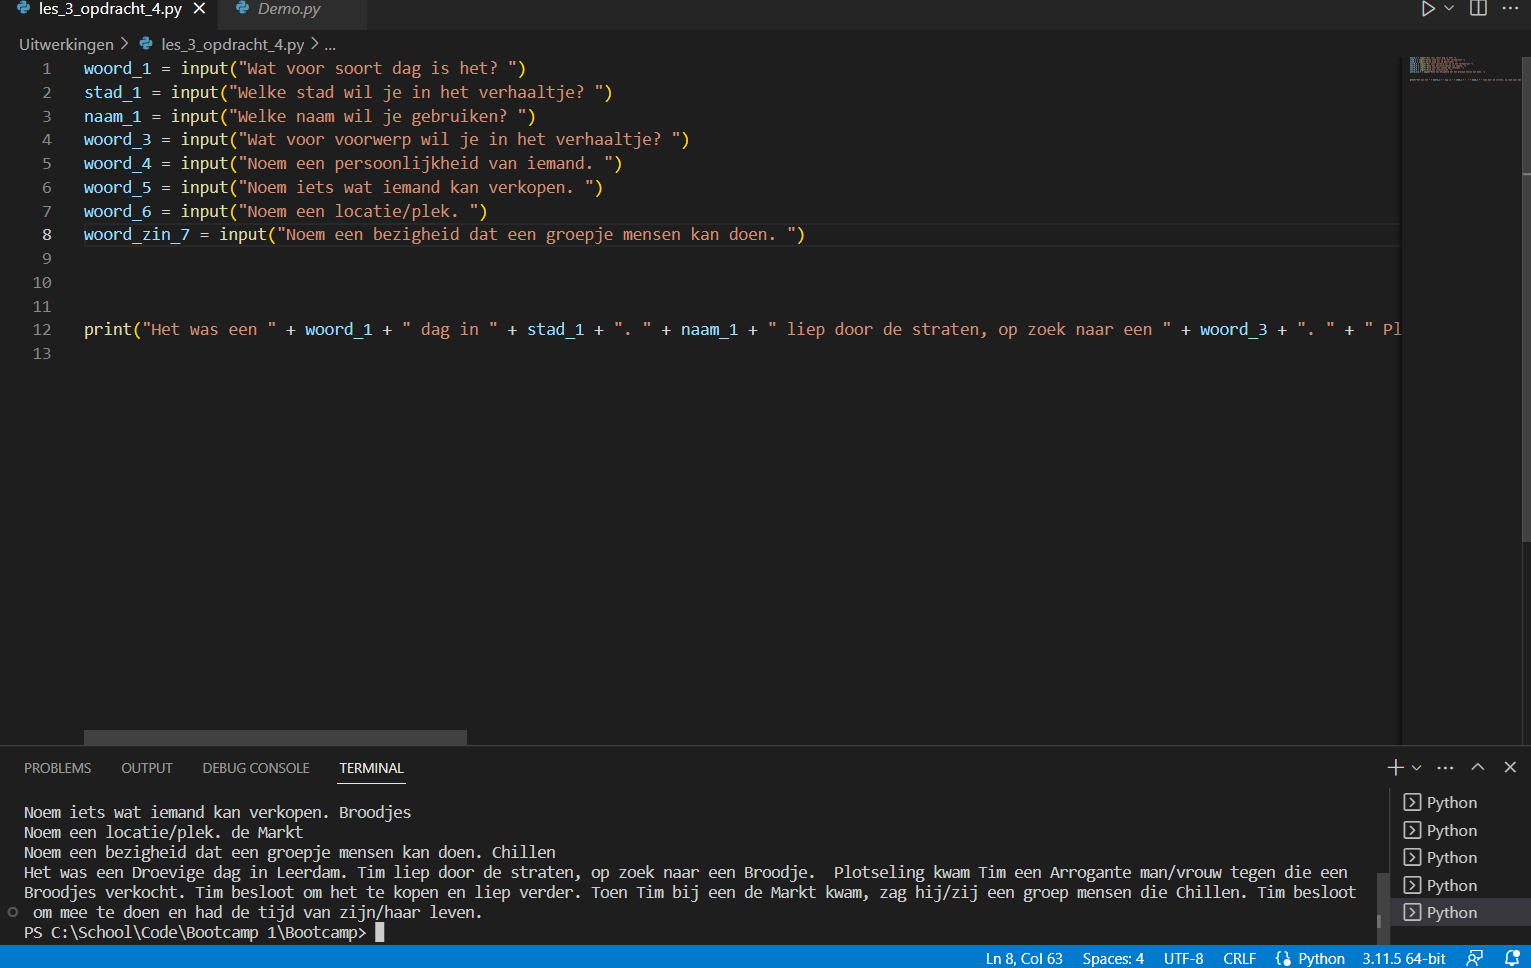 les_3_opdracht_4.py
Demo.py
Uitwerkingen > les_3_opdracht_4.py > ...
1 woord_1 = input("Wat voor soort dag is het? ")
2 stad_1 = input("Welke stad wil je in het verhaaltje? ")
3 naam_1 = input("Welke naam wil je gebruiken? ")
4 woord_3 = input("Wat voor voorwerp wil je in het verhaaltje? ")
5 woord_4 = input("Noem een persoonlijkheid van iemand. ")
6 woord_5 = input("Noem iets wat iemand kan verkopen. ")
7 woord_6 = input("Noem een locatie/plek. ")
8 woord_zin_7 = input("Noem een bezigheid dat een groepje mensen kan doen. ")
9
10
11
12 print("Het was een " + woord_1 + " dag in " + stad_1 + ". " + naam_1 + " liep door de straten, op zoek naar een " + woord_3 + ". " + " Pl
13
PROBLEMS OUTPUT DEBUG CONSOLE TERMINAL
Noem iets wat iemand kan verkopen. Broodjes
Noem een locatie/plek. de Markt
Noem een bezigheid dat een groepje mensen kan doen. Chillen
Het was een Droevige dag in Leerdam. Tim liep door de straten, op zoek naar een Broodje.  Plotseling kwam Tim een Arrogante man/vrouw tegen die een
Broodjes verkocht. Tim besloot om het te kopen en liep verder. Toen Tim bij een de Markt kwam, zag hij/zij een groep mensen die Chillen. Tim besloot
om mee te doen en had de tijd van zijn/haar leven.
PS C:\School\Code\Bootcamp 1\Bootcamp>
Python
Python
Python
Python
Python
Ln 8, Col 63 Spaces: 4 UTF-8 CRLF Python 3.11.5 64-bit